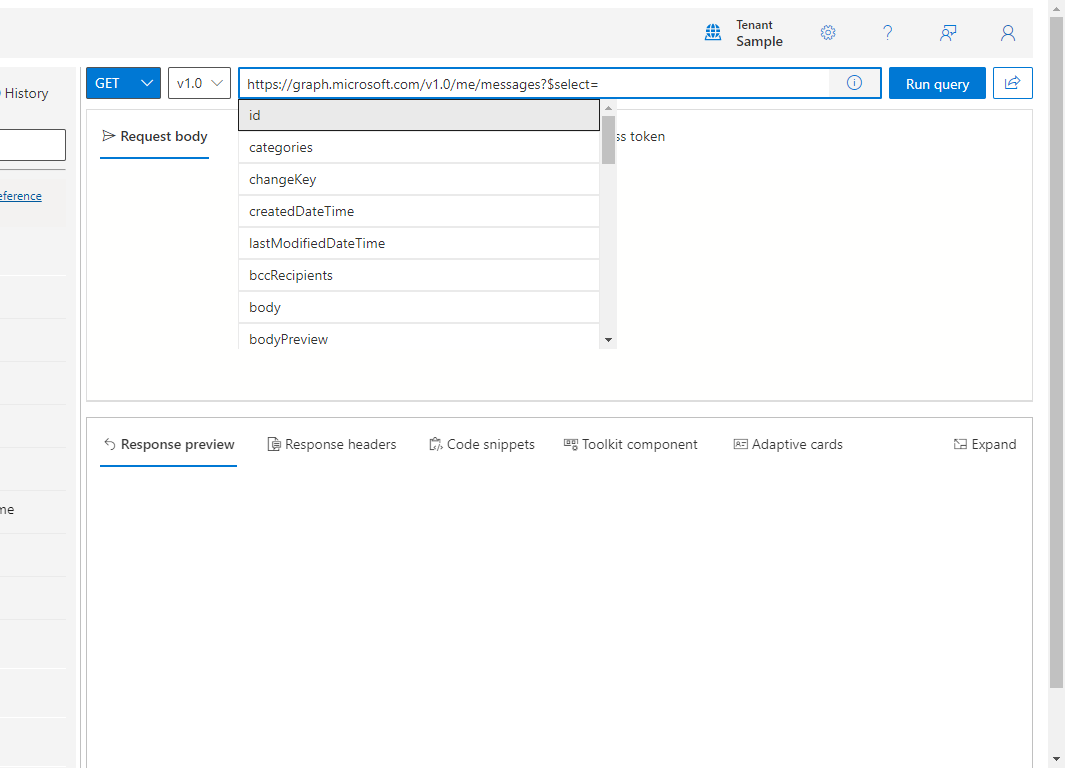 Tenant
Sample
History
GET
v1.0
https://graph.microsoft.com/v1.0/me/messages?$select=
Run query
id
Request body
ss token
categories
changeKey
eference
createdDateTime
lastModifiedDateTime
bccRecipients
body
bodyPreview
Response preview
Response headers
Code snippets
Toolkit component
Adaptive cards
Expand
me